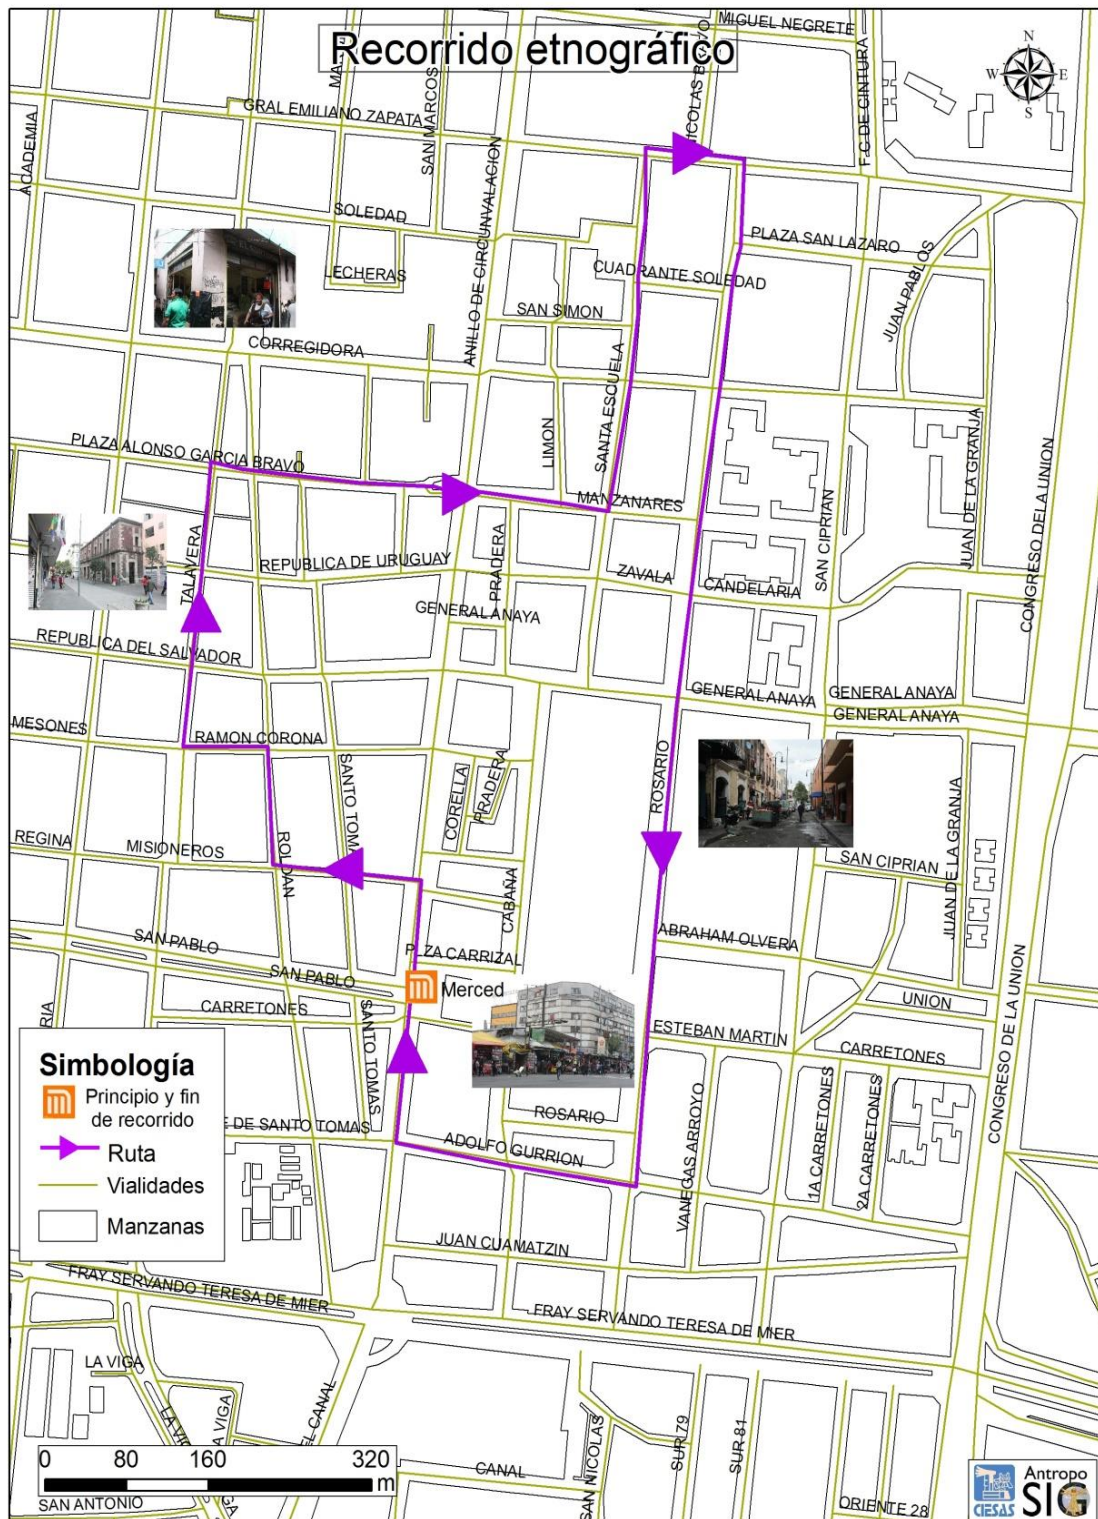 MIGUEL NEGRETE
Recorrido etnográfico
NICOLAS BRAVO
N
W
E
S
GRAL EMILIANO ZAPATA
SAN MARCOS
ACADEMIA
F.C DE CINTURA
ANILLO DE CIRCUNVALACION
SOLEDAD
PLAZA SAN LAZARO
LECHERAS
CUADRANTE SOLEDAD
JUAN PABLOS
SAN SIMON
CORREGIDORA
SANTA ESCUELA
LIMON
PLAZA ALONSO GARCIA BRAVO
MANZANARES
JUAN DE LA GRANJA
CONGRESO DE LA UNION
SAN CIPRIAN
TALAVERA
REPUBLICA DE URUGUAY
PRADERA
ZAVALA
CANDELARIA
GENERAL ANAYA
REPUBLICA DEL SALVADOR
GENERAL ANAYA
GENERAL ANAYA
GENERAL ANAYA
MESONES
RAMON CORONA
ROSARIO
SANTO TOM
CORELLA
PRADERA
REGINA
MISIONEROS
ROLDAN
SAN CIPRIAN
JUAN DE LA GRANJA
CABAÑA
SAN PABLO
ABRAHAM OLVERA
PLZA CARRIZAL
SAN PABLO
Merced
UNION
CARRETONES
ESTEBAN MARTIN
CARRETONES
RIA
SANTO TOMAS
CONGRESO DE LA UNION
Simbología
Principio y fin
de recorrido
Ruta
Vialidades
Manzanas
E DE SANTO TOMAS
ROSARIO
ADOLFO GURRION
VANEGAS ARROYO
1A CARRETONES
2A CARRETONES
JUAN CUAMATZIN
FRAY SERVANDO TERESA DE MIER
FRAY SERVANDO TERESA DE MIER
LA VIGA
LA VIG
A VIGA
EL CANAL
SAN NICOLAS
SUR 79
SUR 81
0 80 160 320
m
CANAL
SAN ANTONIO
GA
ORIENTE 28
CIESAS
Antropo
SIG